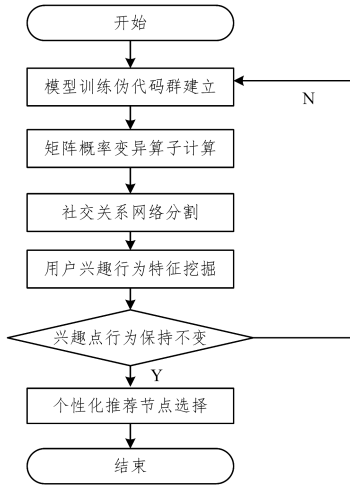 开始
模型训练伪代码群建立
N
矩阵概率变异算子计算
社交关系网络分割
用户兴趣行为特征挖掘
兴趣点行为保持不变
Y
个性化推荐节点选择
结束